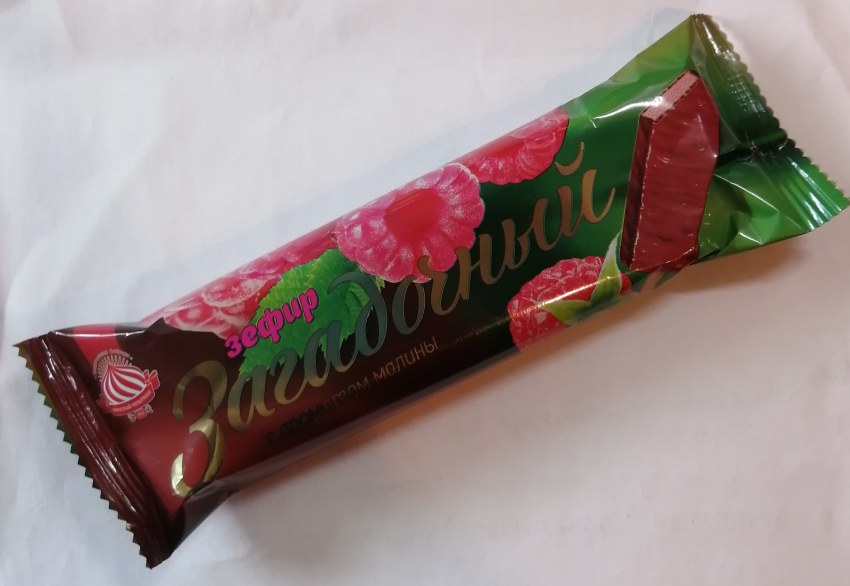 зефир
Загадочный
с ароматом малины